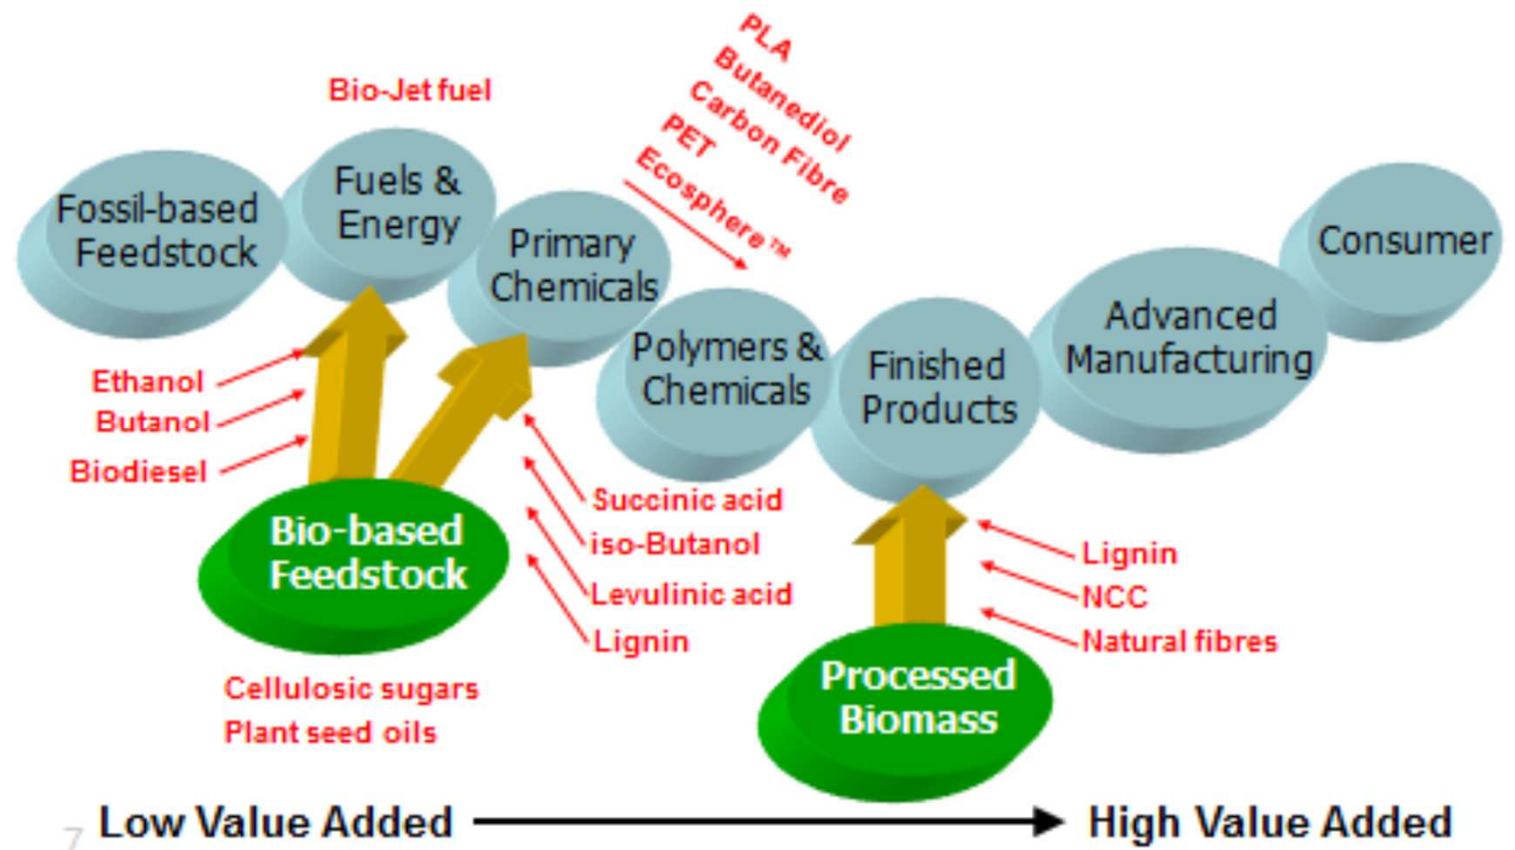 PLA
Butanediol
Carbon Fibre
PET
Ecosphere™
Bio-Jet fuel
Fossil-based
Feedstock
Fuels &
Energy
Primary
Chemicals
Polymers &
Chemicals
Finished
Products
Advanced
Manufacturing
Consumer
Ethanol
Butanol
Biodiesel
Bio-based
Feedstock
Succinic acid
iso-Butanol
Levulinic acid
Lignin
Lignin
NCC
Natural fibres
Cellulosic sugars
Plant seed oils
Processed
Biomass
7
Low Value Added
High Value Added